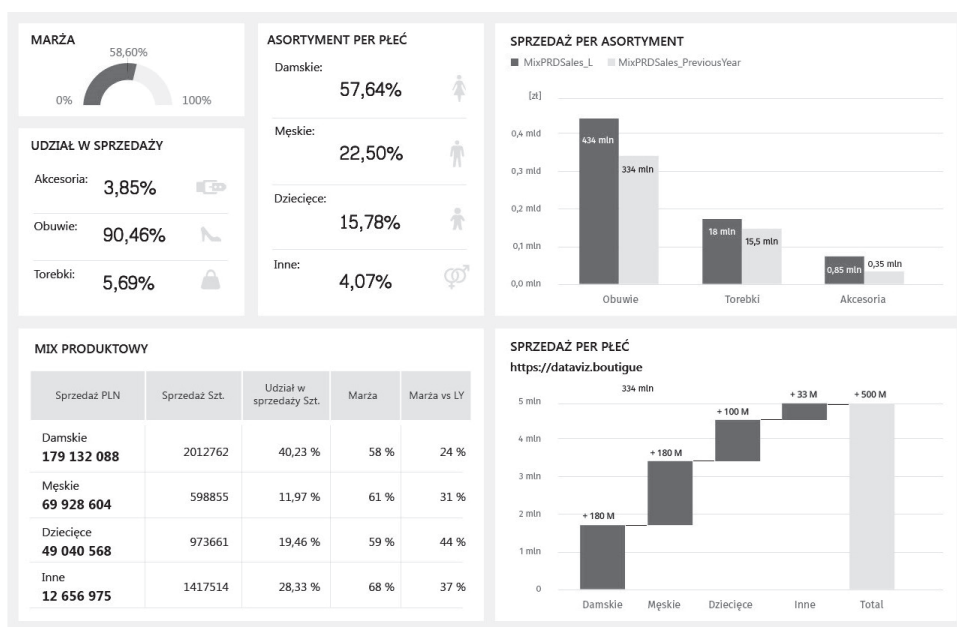 MARŻA
58,60%
0%
100%
UDZIAŁ W SPRZEDAŻY
Akcesoria:
3,85%
Obuwie:
90,46%
Torebki:
5,69%
ASORTYMENT PER PŁEĆ
Damskie:
57,64%
Męskie:
22,50%
Dziecięce:
15,78%
Inne:
4,07%
SPRZEDAŻ PER ASORTYMENT
MixPRDSales_L MixPRDSales_PreviousYear
[zł]
0,4 mld
0,3 mld
0,2 mld
0,1 mln
0,0 mln
434 mln
334 mln
18 mln
15,5 mln
0,85 mln
0,35 mln
Obuwie Torebki Akcesoria
MIX PRODUKTOWY
Sprzedaż PLN Sprzedaż Szt. Udział w sprzedaży Szt. Marża Marża vs LY
Damskie
179 132 088 2012762 40,23 % 58 % 24 %
Męskie
69 928 604 598855 11,97 % 61 % 31 %
Dziecięce
49 040 568 973661 19,46 % 59 % 44 %
Inne
12 656 975 1417514 28,33 % 68 % 37 %
SPRZEDAŻ PER PŁEĆ
https://dataviz.boutigue
334 mln
5 mln
4 mln
3 mln
2 mln
1 mln
0
+ 180 M
+ 180 M
+ 100 M
+ 33 M
+ 500 M
Damskie Męskie Dziecięce Inne Total